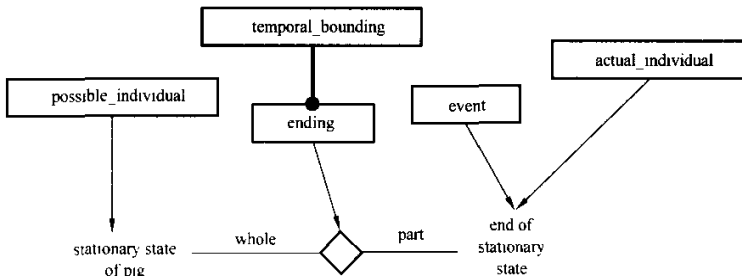 temporal_bounding
actual_individual
possible_individual
event
ending
end of
stationary
state
whole
part
stationary state
of pig